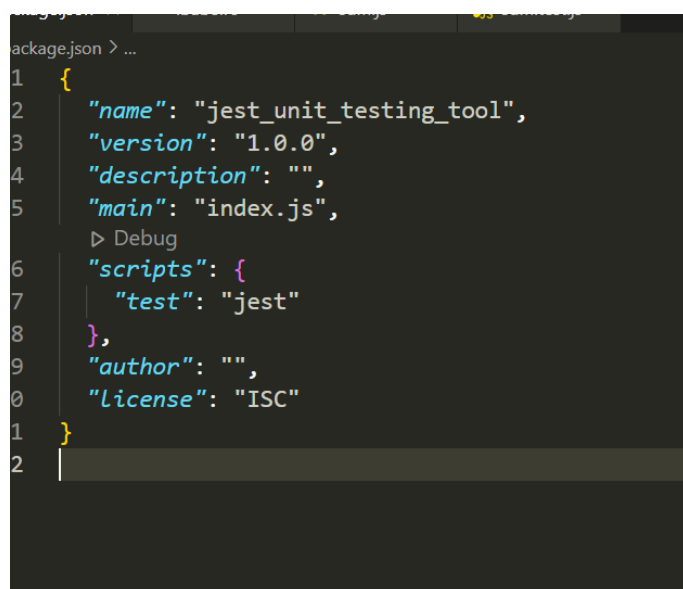 package.json > ...
1 {
2 "name": "jest_unit_testing_tool",
3 "version": "1.0.0",
4 "description": "",
5 "main": "index.js",
Debug
6 "scripts": {
7 "test": "jest"
8 },
9 "author": "",
0 "license": "ISC"
1 }
2